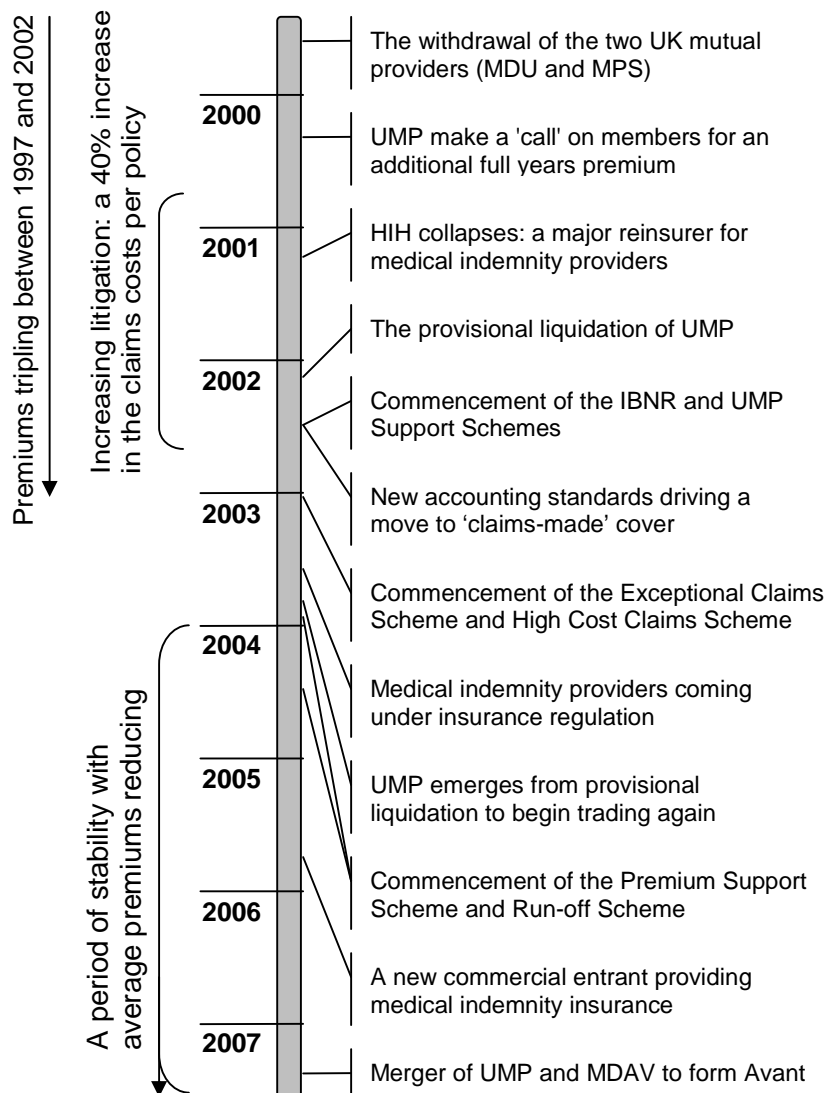 Premiums tripling between 1997 and 2002
Increasing litigation: a 40% increase
in the claims costs per policy
A period of stability with
average premiums reducing
The withdrawal of the two UK mutual
providers (MDU and MPS)
2000
UMP make a 'call' on members for an
additional full years premium
2001
HIH collapses: a major reinsurer for
medical indemnity providers
The provisional liquidation of UMP
2002
Commencement of the IBNR and UMP
Support Schemes
New accounting standards driving a
move to ‘claims-made’ cover
2003
Commencement of the Exceptional Claims
Scheme and High Cost Claims Scheme
2004
Medical indemnity providers coming
under insurance regulation
2005
UMP emerges from provisional
liquidation to begin trading again
Commencement of the Premium Support
Scheme and Run-off Scheme
2006
A new commercial entrant providing
medical indemnity insurance
2007
Merger of UMP and MDAV to form Avant